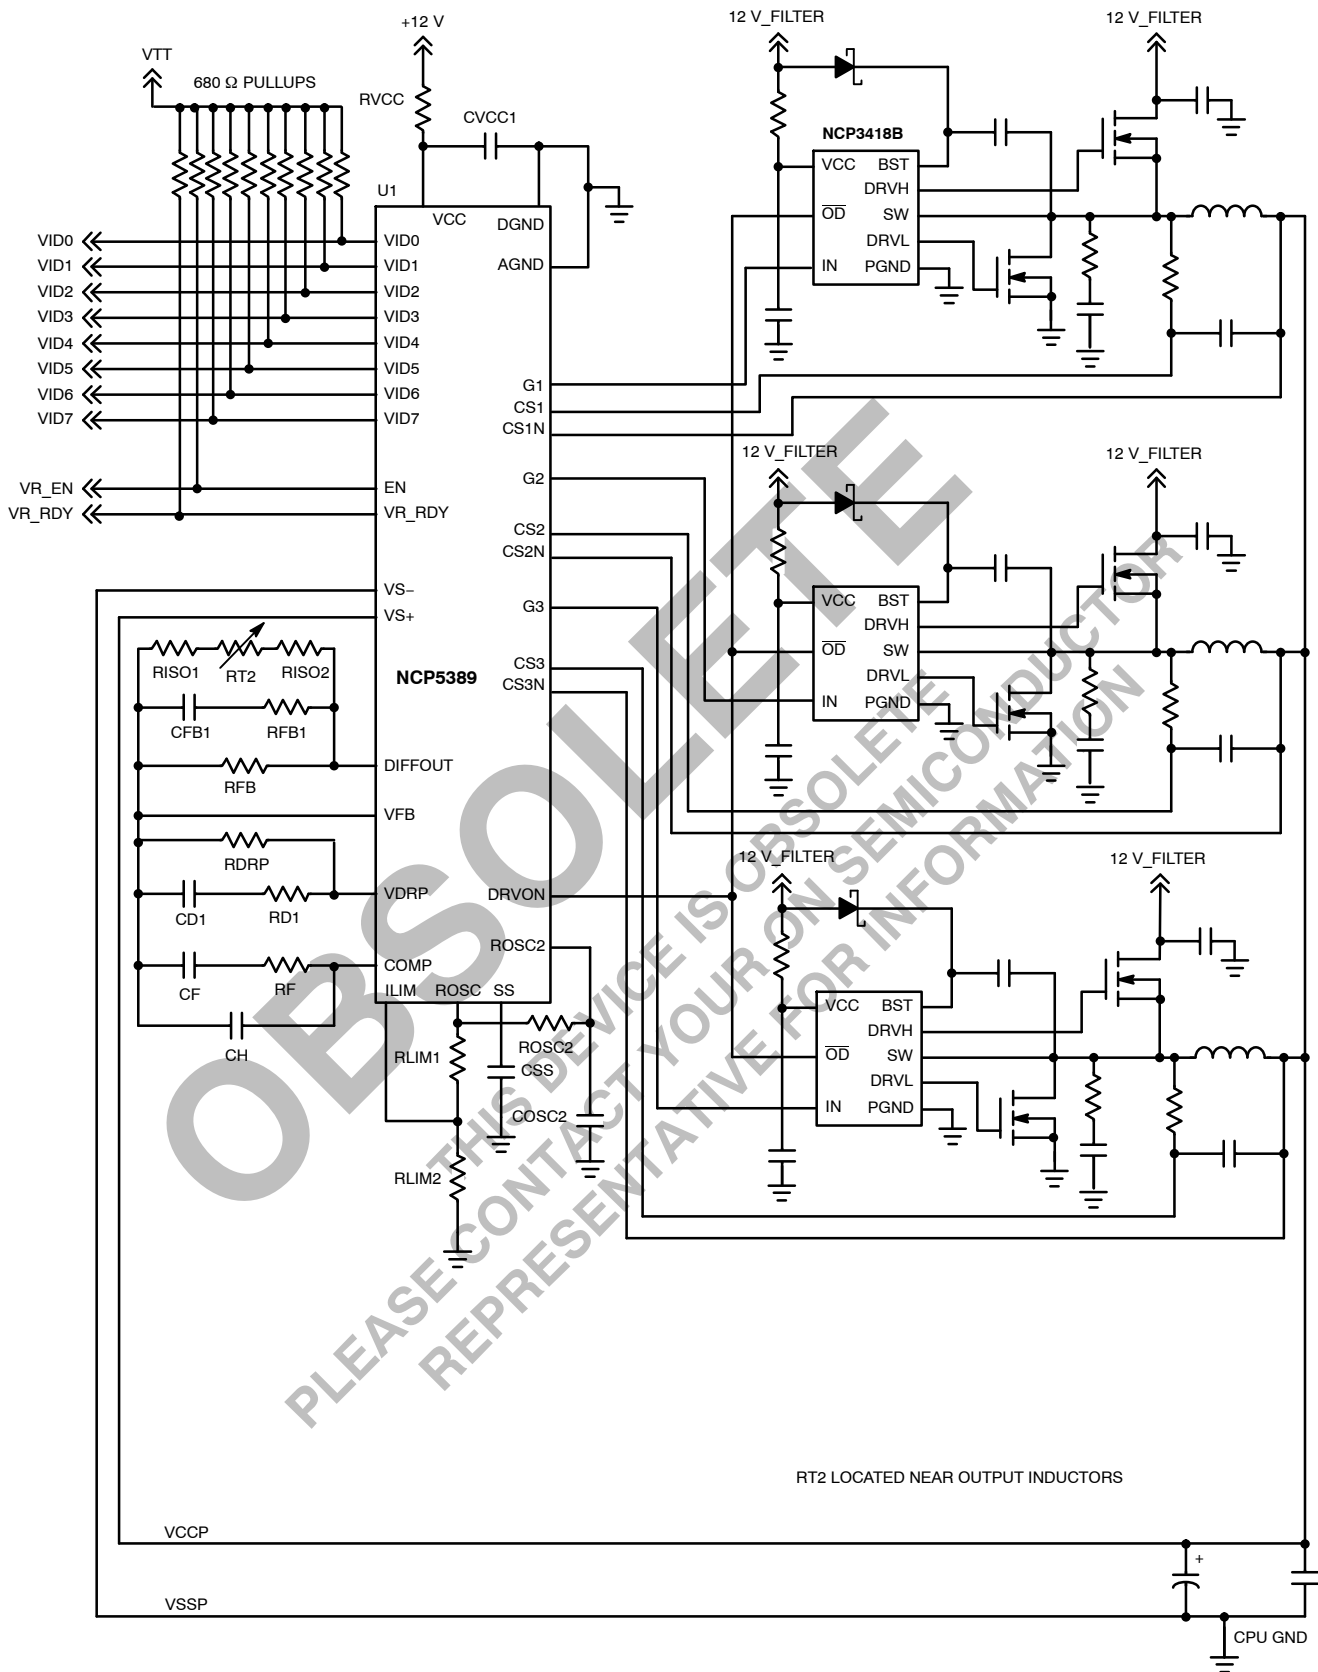 +12 V
12 V_FILTER
12 V_FILTER
VTT
680 Ω PULLUPS
RVCC
CVCC1
NCP3418B
U1
VCC
DGND
AGND
VID0
VID1
VID2
VID3
VID4
VID5
VID6
VID7
VID0
VID1
VID2
VID3
VID4
VID5
VID6
VID7
VR_EN
VR_RDY
EN
VR_RDY
VS−
VS+
NCP5389
G1
CS1
CS1N
G2
CS2
CS2N
G3
CS3
CS3N
DRVON
ROSC2
VCC
OD
IN
BST
DRVH
SW
DRVL
PGND
12 V_FILTER
12 V_FILTER
VCC
OD
IN
BST
DRVH
SW
DRVL
PGND
12 V_FILTER
12 V_FILTER
VCC
OD
IN
BST
DRVH
SW
DRVL
PGND
RISO1
RT2
RISO2
CFB1
RFB1
RFB
DIFFOUT
VFB
RDRP
CD1
RD1
VDRP
CF
RF
COMP
CH
ILIM
ROSC
SS
RLIM1
ROSC2
CSS
COSC2
RLIM2
OBSOLETE
THIS DEVICE IS OBSOLETE
PLEASE CONTACT YOUR ON SEMICONDUCTOR
REPRESENTATIVE FOR INFORMATION
RT2 LOCATED NEAR OUTPUT INDUCTORS
VCCP
+
VSSP
CPU GND